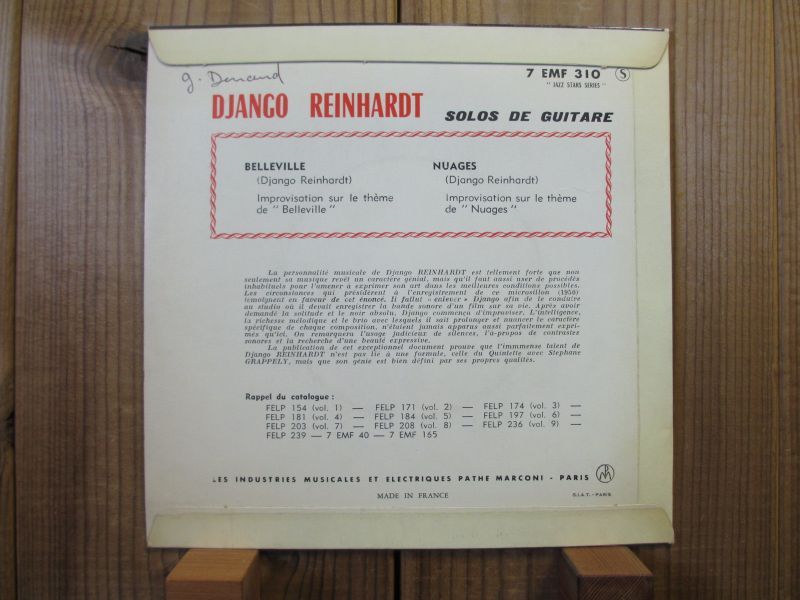 g. Durand
7 EMF 310 S
"JAZZ STARS SERIES"
DJANGO REINHARDT SOLOS DE GUITARE
BELLEVILLE
(Django Reinhardt)
Improvisation sur le thème
de "Belleville"
NUAGES
(Django Reinhardt)
Improvisation sur le thème
de "Nuages"
La personnalité musicale de Django REINHARDT est tellement forte que non
seulement sa musique revêt un caractère génial, mais qu'il faut aussi user de procédés
inhabituels pour l'amener à exprimer son art dans les meilleures conditions possibles.
Les circonstances qui présidèrent à l'enregistrement de ce microsillon (1950)
témoignent en faveur de cet énoncé. Il fallut « enlever » Django afin de le conduire
au studio où il devait enregistrer la bande sonore d'un film sur sa vie. Après avoir
demandé la solitude et le noir absolu, Django commença d'improviser. L'intelligence,
la richesse mélodique et le brio avec lesquels il sait prolonger et nuancer le caractère
spécifique de chaque composition, n'étaient jamais apparus aussi parfaitement expri-
més qu'ici. On remarquera l'usage judicieux de silences, l'à-propos de contrastes
sonores et la recherche d'une beauté expressive.
La publication de cet exceptionnel document prouve que l'immmense talent de
Django REINHARDT n'est pas lié à une formule, celle du Quintette avec Stephane
GRAPPELY, mais que son génie est bien défini par ses propres qualités.
Rappel du catalogue :
FELP 154 (vol. 1) — FELP 171 (vol. 2) — FELP 174 (vol. 3) —
FELP 181 (vol. 4) — FELP 184 (vol. 5) — FELP 197 (vol. 6) —
FELP 203 (vol. 7) — FELP 208 (vol. 8) — FELP 236 (vol. 9) —
FELP 239 — 7 EMF 40 — 7 EMF 165
LES INDUSTRIES MUSICALES ET ELECTRIQUES PATHE MARCONI - PARIS
MADE IN FRANCE
S.I.A.T. - PARIS